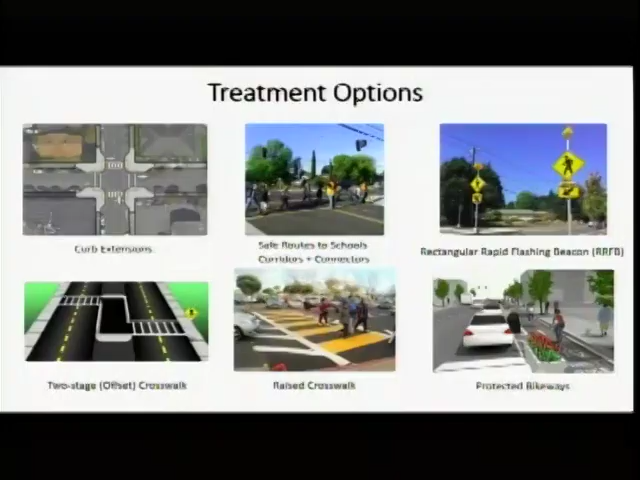 Treatment Options
Curb Extensions
Safe Routes to Schools
Corridors + Connectors
Rectangular Rapid Flashing Beacon (RRFB)
Two-stage (Offset) Crosswalk
Raised Crosswalk
Protected Bikeways